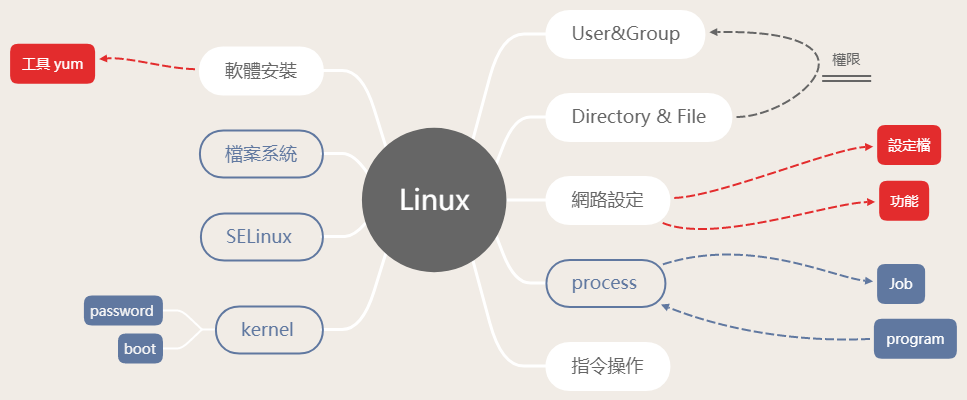 Linux
User&Group
Directory & File
權限
網路設定
設定檔
功能
process
Job
program
指令操作
軟體安裝
工具 yum
檔案系統
SELinux
kernel
password
boot